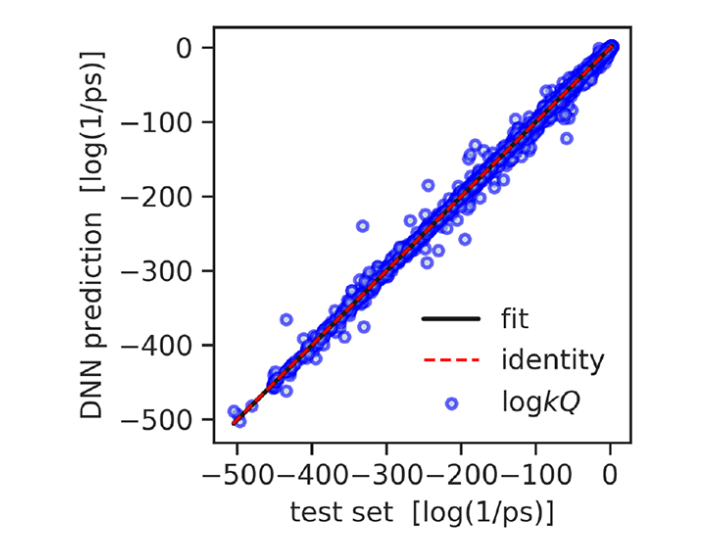 DNN prediction [log(1/ps)]
0
−100
−200
−300
−400
−500
fit
identity
logkQ
−500 −400 −300 −200 −100 0
test set [log(1/ps)]